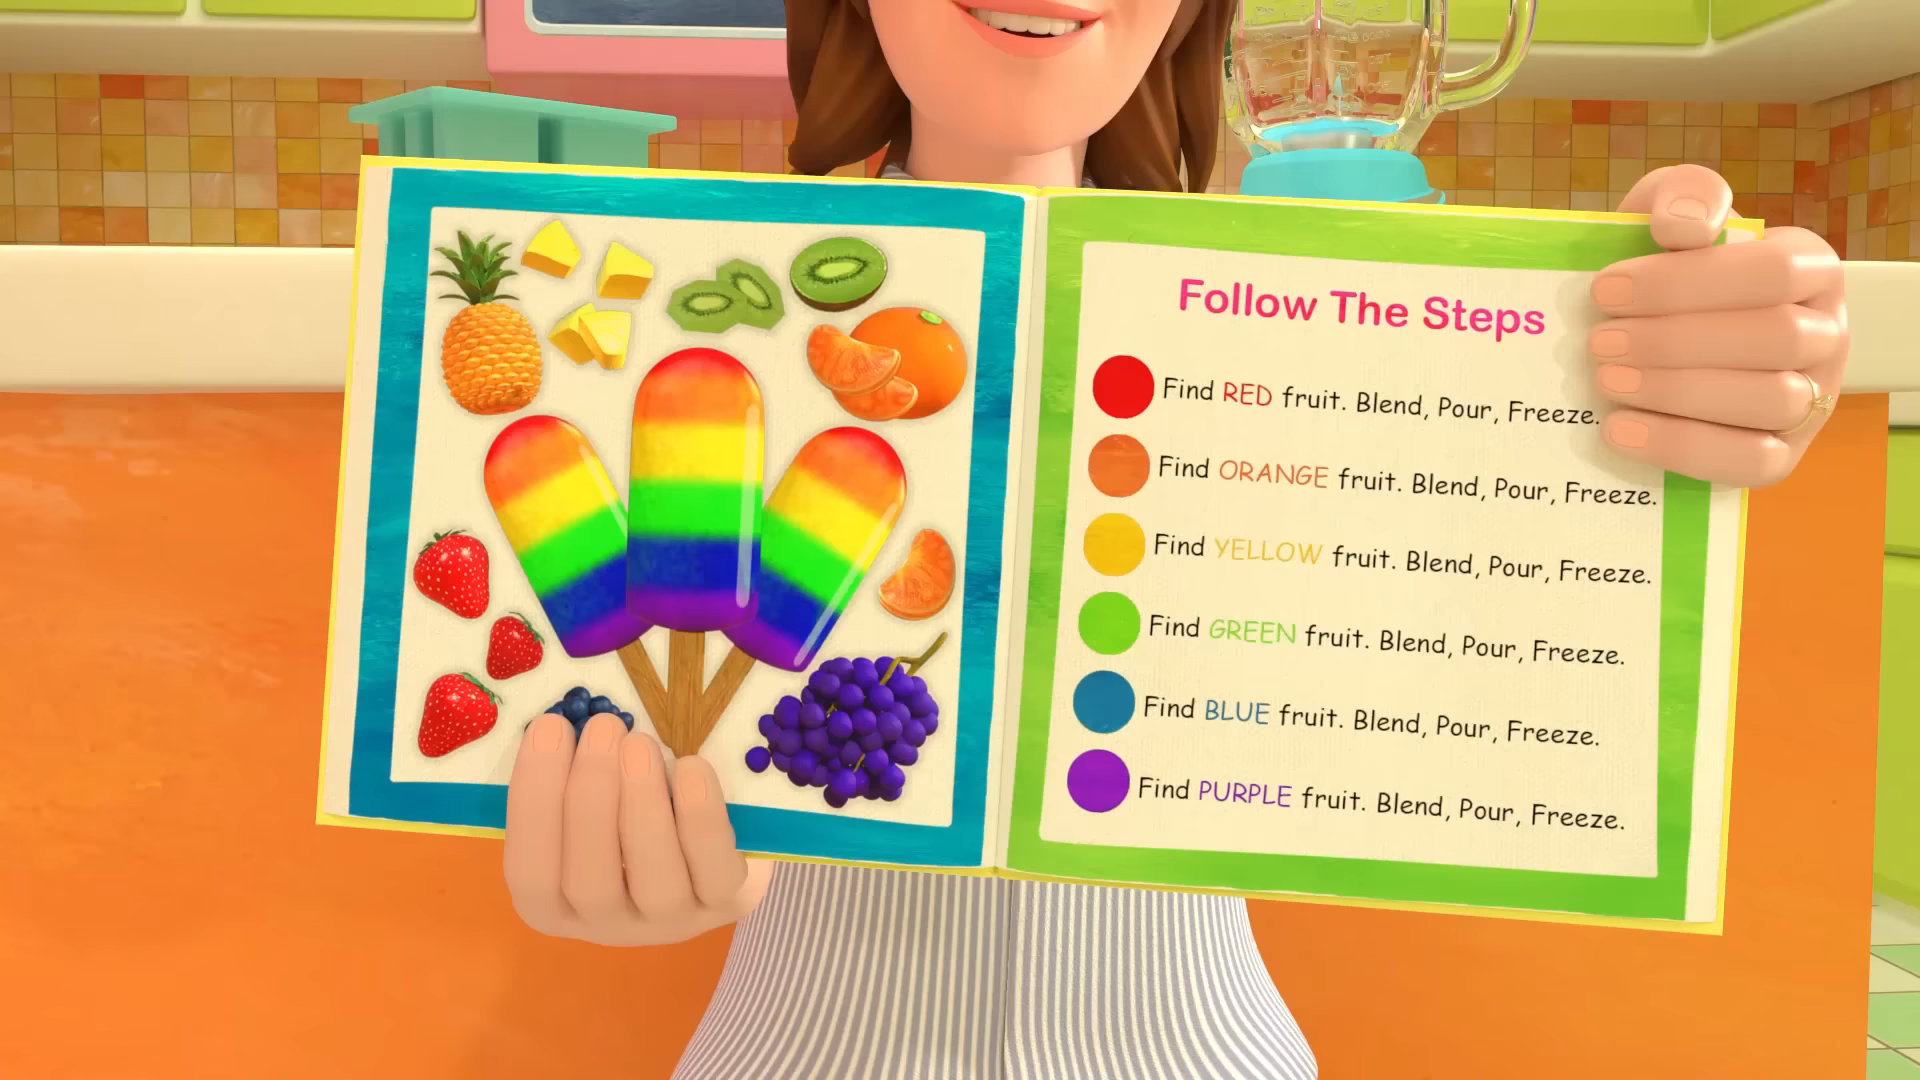 Follow The Steps
Find RED fruit. Blend, Pour, Freeze.
Find ORANGE fruit. Blend, Pour, Freeze.
Find YELLOW fruit. Blend, Pour, Freeze.
Find GREEN fruit. Blend, Pour, Freeze.
Find BLUE fruit. Blend, Pour, Freeze.
Find PURPLE fruit. Blend, Pour, Freeze.